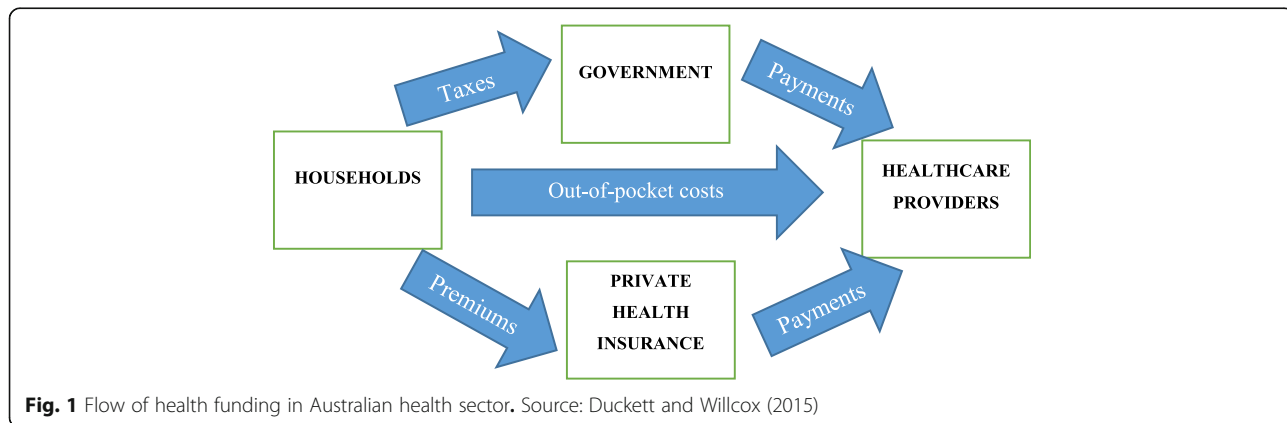 GOVERNMENT
Taxes
Payments
HOUSEHOLDS
Out-of-pocket costs
HEALTHCARE
PROVIDERS
Premiums
PRIVATE
HEALTH
INSURANCE
Payments
Fig. 1 Flow of health funding in Australian health sector. Source: Duckett and Willcox (2015)